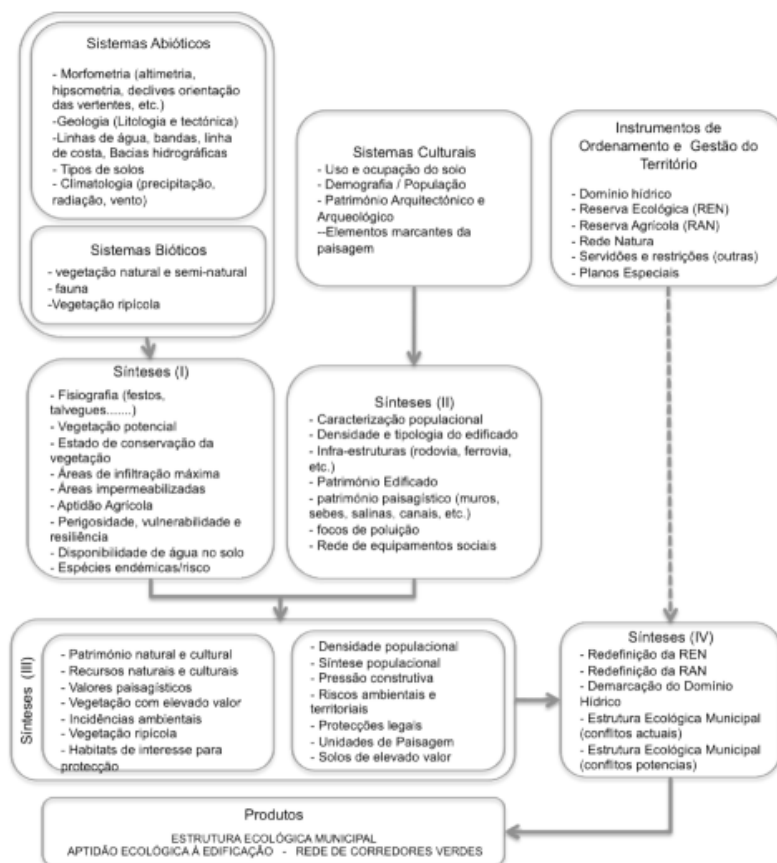 Sistemas Abióticos
- Morfometria (altimetria,
hipsometria, declives orientação
das vertentes, etc.)
-Geologia (Litologia e tectónica)
-Linhas de água, bandas, linha
de costa, Bacias hidrográficas
- Tipos de solos
- Climatologia (precipitação,
radiação, vento)
Sistemas Bióticos
- vegetação natural e semi-natural
- fauna
-Vegetação ripícola
Sistemas Culturais
- Uso e ocupação do solo
- Demografia / População
- Património Arquitectónico e
Arqueológico
--Elementos marcantes da
paisagem
Instrumentos de
Ordenamento e Gestão do
Território
- Domínio hídrico
- Reserva Ecológica (REN)
- Reserva Agrícola (RAN)
- Rede Natura
- Servidões e restrições (outras)
- Planos Especiais
Sínteses (I)
- Fisiografia (festos,
talvegues.......)
- Vegetação potencial
- Estado de conservação da
vegetação
- Áreas de infiltração máxima
- Áreas impermeabilizadas
- Aptidão Agrícola
- Perigosidade, vulnerabilidade e
resiliência
- Disponibilidade de água no solo
- Espécies endémicas/risco
Sínteses (II)
- Caracterização populacional
- Densidade e tipologia do edificado
- Infra-estruturas (rodovia, ferrovia,
etc.)
- Património Edificado
- património paisagístico (muros,
sebes, salinas, canais, etc.)
- focos de poluição
- Rede de equipamentos sociais
Sínteses (III)
- Património natural e cultural
- Recursos naturais e culturais
- Valores paisagísticos
- Vegetação com elevado valor
- Incidências ambientais
- Vegetação ripícola
- Habitats de interesse para
protecção
- Densidade populacional
- Síntese populacional
- Pressão construtiva
- Riscos ambientais e
territoriais
- Protecções legais
- Unidades de Paisagem
- Solos de elevado valor
Sínteses (IV)
- Redefinição da REN
- Redefinição da RAN
- Demarcação do Domínio
Hídrico
- Estrutura Ecológica Municipal
(conflitos actuais)
- Estrutura Ecológica Municipal
(conflitos potencias)
Produtos
ESTRUTURA ECOLÓGICA MUNICIPAL
APTIDÃO ECOLÓGICA Á EDIFICAÇÃO - REDE DE CORREDORES VERDES